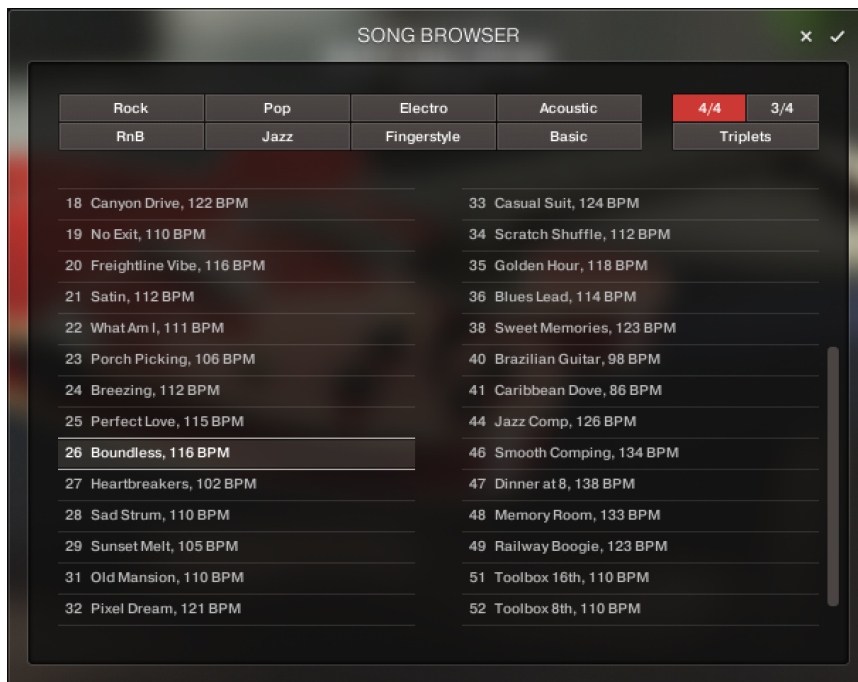 SONG BROWSER
Rock Pop Electro Acoustic 4/4 3/4
RnB Jazz Fingerstyle Basic Triplets
18 Canyon Drive, 122 BPM
19 No Exit, 110 BPM
20 Freightline Vibe, 116 BPM
21 Satin, 112 BPM
22 What Am I, 111 BPM
23 Porch Picking, 106 BPM
24 Breezing, 112 BPM
25 Perfect Love, 115 BPM
26 Boundless, 116 BPM
27 Heartbreakers, 102 BPM
28 Sad Strum, 110 BPM
29 Sunset Melt, 105 BPM
31 Old Mansion, 110 BPM
32 Pixel Dream, 121 BPM
33 Casual Suit, 124 BPM
34 Scratch Shuffle, 112 BPM
35 Golden Hour, 118 BPM
36 Blues Lead, 114 BPM
38 Sweet Memories, 123 BPM
40 Brazilian Guitar, 98 BPM
41 Caribbean Dove, 86 BPM
44 Jazz Comp, 126 BPM
46 Smooth Comping, 134 BPM
47 Dinner at 8, 138 BPM
48 Memory Room, 133 BPM
49 Railway Boogie, 123 BPM
51 Toolbox 16th, 110 BPM
52 Toolbox 8th, 110 BPM